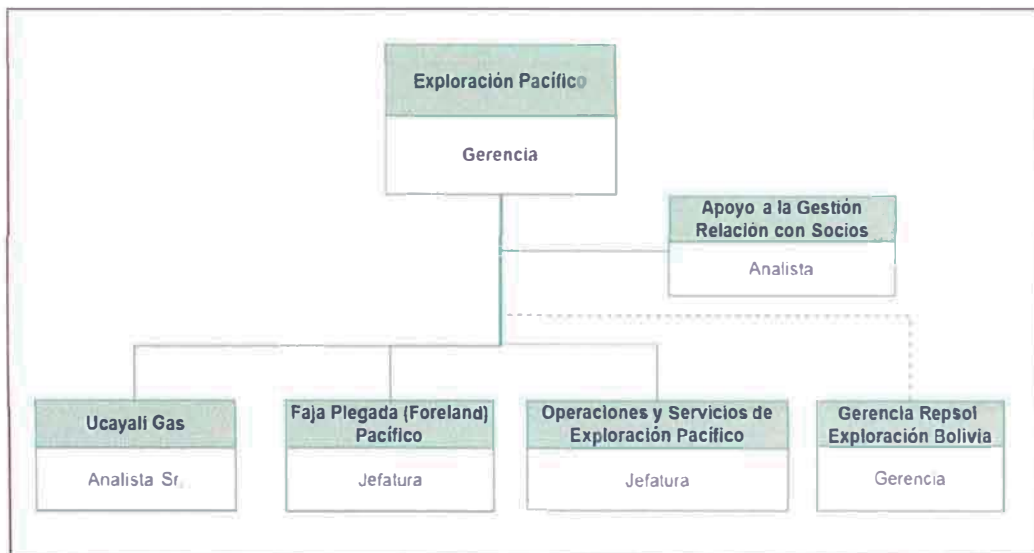 Exploración Pacífico
Gerencia
Apoyo a la Gestión
Relación con Socios
Analista
Ucayali Gas
Analista Sr.
Faja Plegada (Foreland)
Pacífico
Jefatura
Operaciones y Servicios de
Exploración Pacífico
Jefatura
Gerencia Repsol
Exploración Bolivia
Gerencia